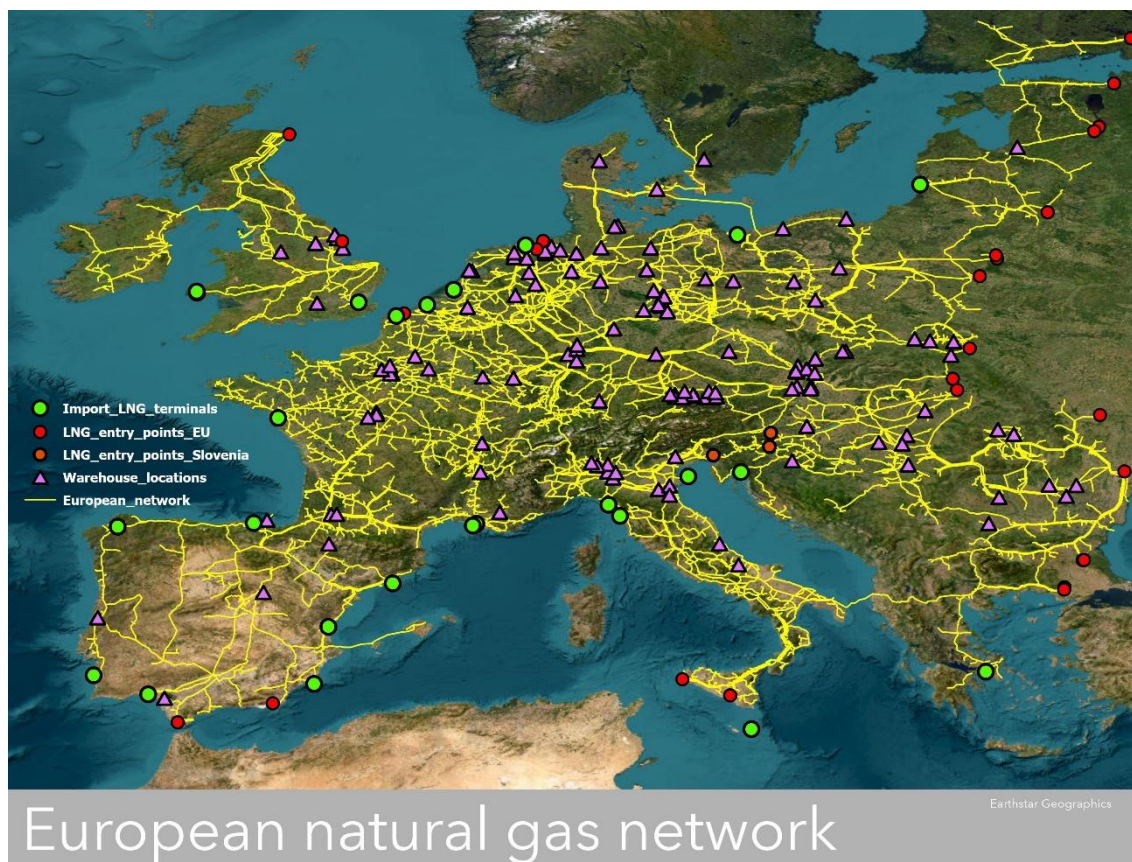 Import_LNG_terminals
LNG_entry_points_EU
LNG_entry_points_Slovenia
Warehouse_locations
European_network
Earthstar Geographics
European natural gas network